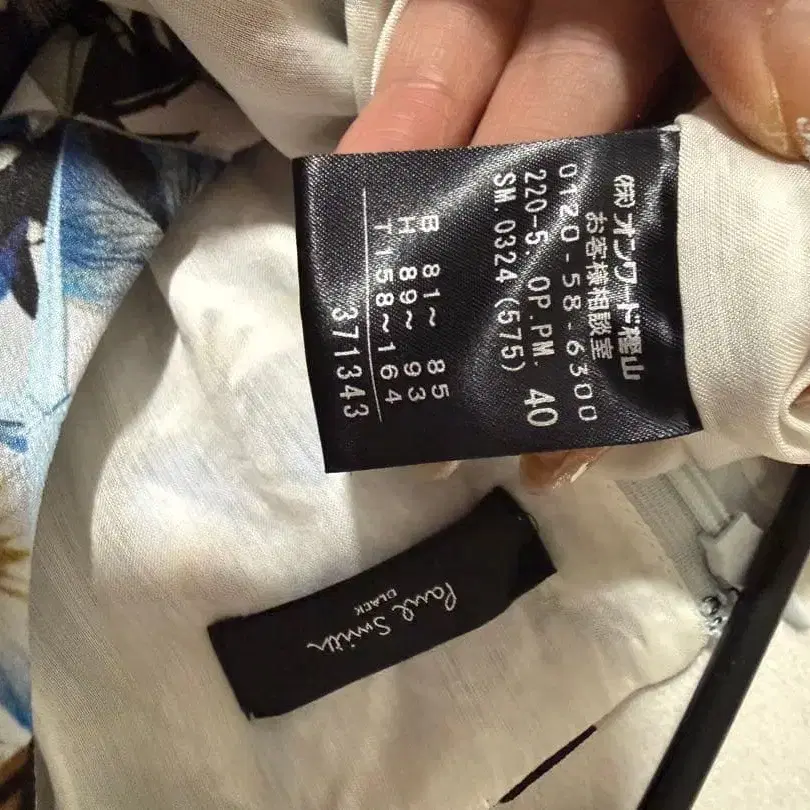 (株)オンワード樫山
お客様相談室
0120-58-6300
220-5. OP.PM. 40
SM.0324(575)
B 81~ 85
H 89~ 93
T 158~164
371343
Paul Smith
BLACK